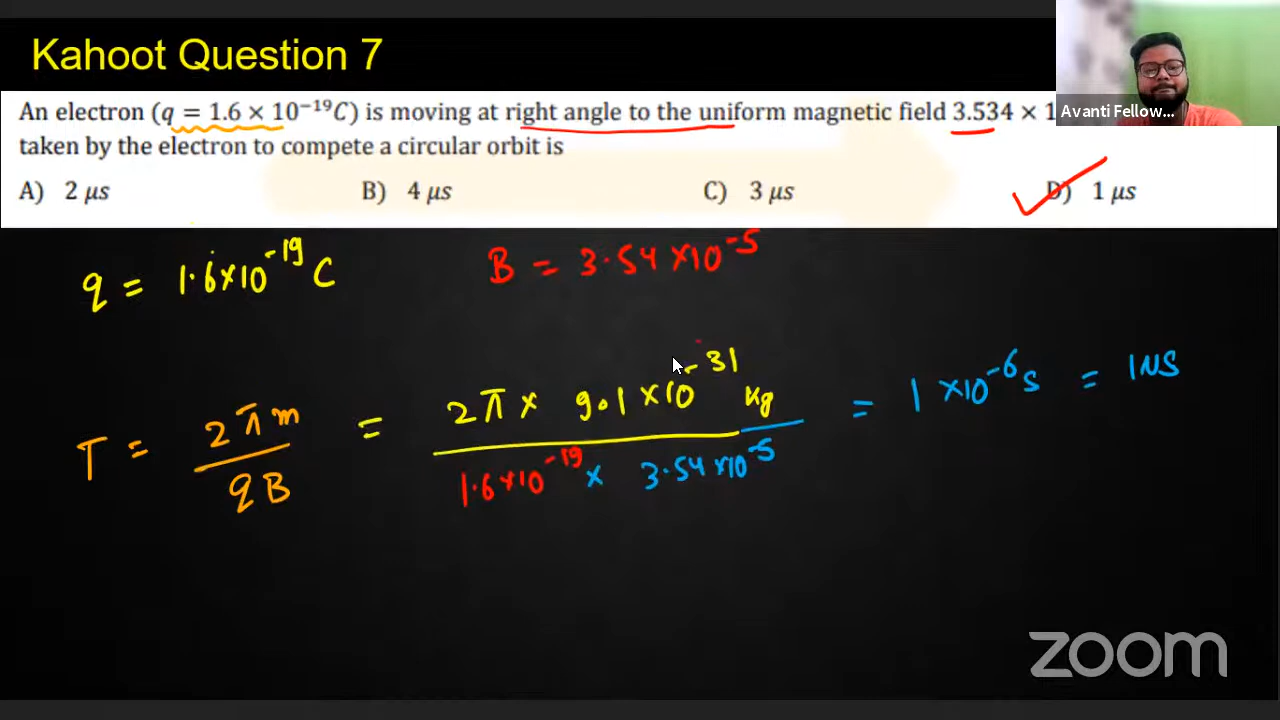 Kahoot Question 7
An electron (q = 1.6 × 10⁻¹⁹C) is moving at right angle to the uniform magnetic field 3.534 × 1
taken by the electron to compete a circular orbit is
A) 2 μs B) 4 μs C) 3 μs D) 1 μs
Avanti Fellow...
q = 1.6×10⁻¹⁹ C B = 3.54 ×10⁻⁵
T = 2πm / qB = 2π × 9.1 ×10⁻³¹ kg / 1.6×10⁻¹⁹ × 3.54×10⁻⁵ = 1 ×10⁻⁶ s = 1μs
zoom